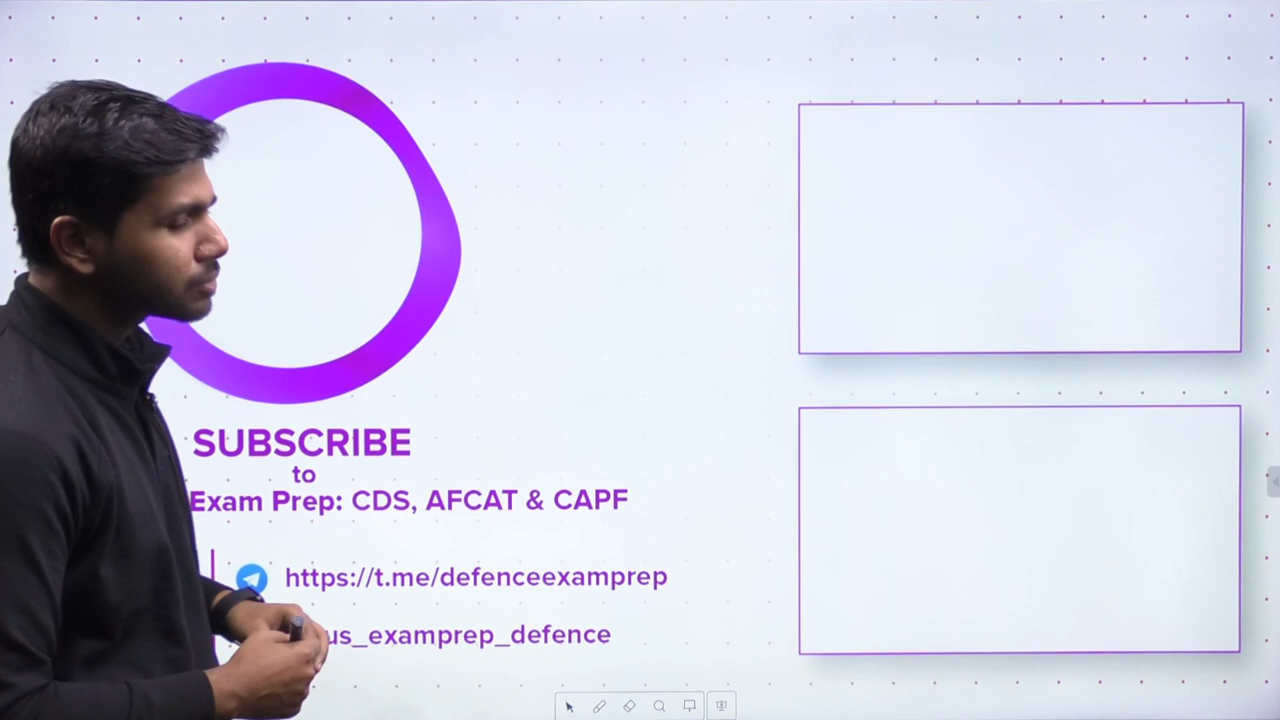 SUBSCRIBE
to
Exam Prep: CDS, AFCAT & CAPF
https://t.me/defenceexamprep
us_examprep_defence